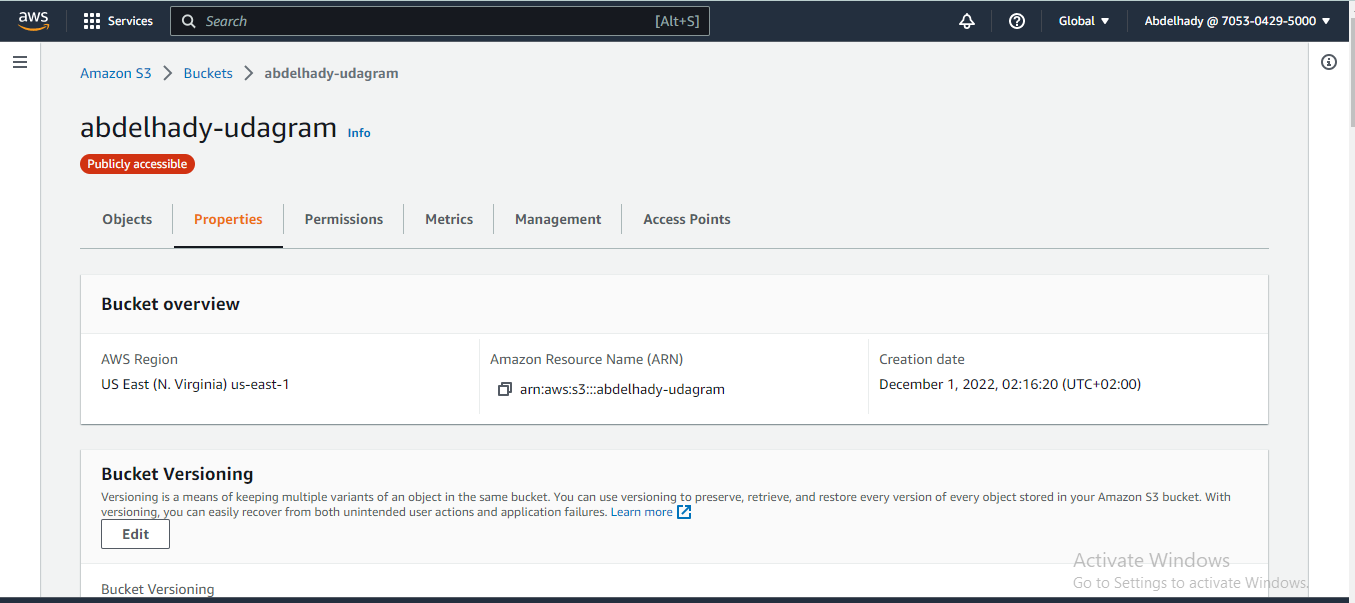 aws
Services
Search [Alt+S]
Global
Abdelhady @ 7053-0429-5000
Amazon S3 Buckets abdelhady-udagram
abdelhady-udagram Info
Publicly accessible
Objects Properties Permissions Metrics Management Access Points
Bucket overview
AWS Region
US East (N. Virginia) us-east-1
Amazon Resource Name (ARN)
arn:aws:s3:::abdelhady-udagram
Creation date
December 1, 2022, 02:16:20 (UTC+02:00)
Bucket Versioning
Versioning is a means of keeping multiple variants of an object in the same bucket. You can use versioning to preserve, retrieve, and restore every version of every object stored in your Amazon S3 bucket. With
versioning, you can easily recover from both unintended user actions and application failures. Learn more
Edit
Bucket Versioning
Activate Windows
Go to Settings to activate Windows.